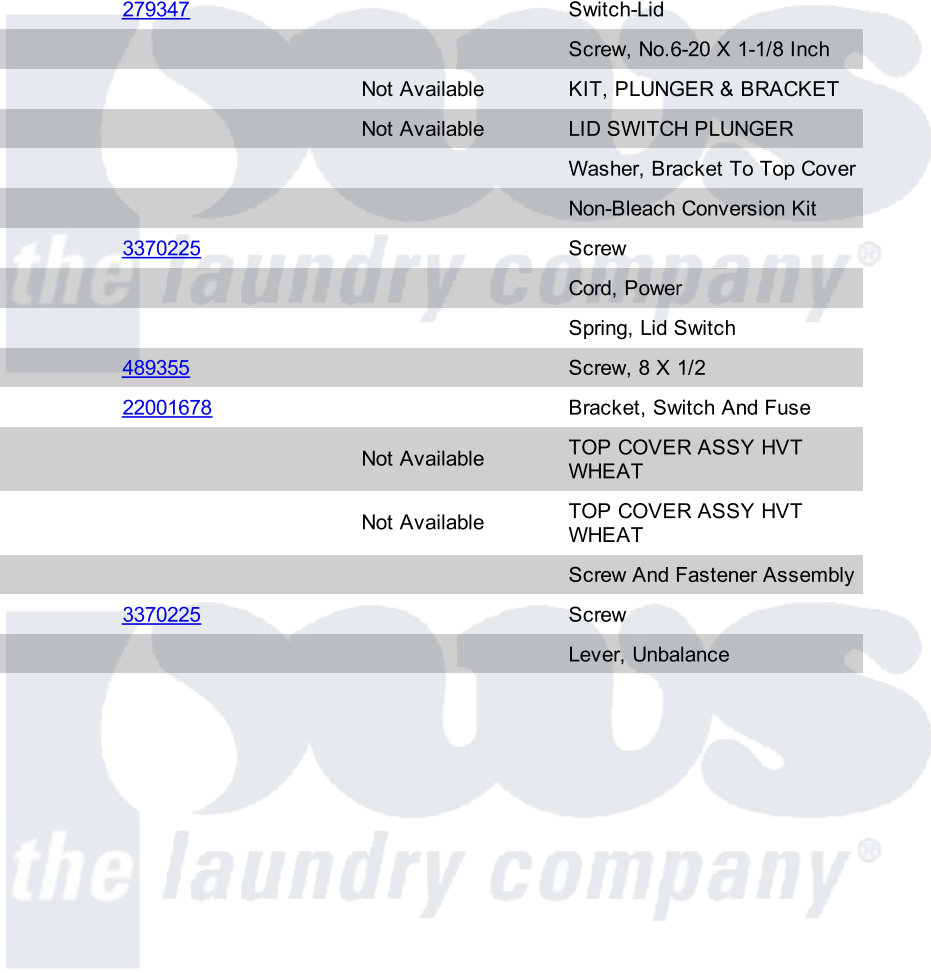 279347 Switch-Lid
Screw, No.6-20 X 1-1/8 Inch
Not Available KIT, PLUNGER & BRACKET
Not Available LID SWITCH PLUNGER
Washer, Bracket To Top Cover
Non-Bleach Conversion Kit
3370225 Screw
the laundry company®
Cord, Power
Spring, Lid Switch
489355 Screw, 8 X 1/2
22001678 Bracket, Switch And Fuse
Not Available TOP COVER ASSY HVT
WHEAT
Not Available TOP COVER ASSY HVT
WHEAT
Screw And Fastener Assembly
3370225 Screw
Lever, Unbalance
pws
the laundry company®